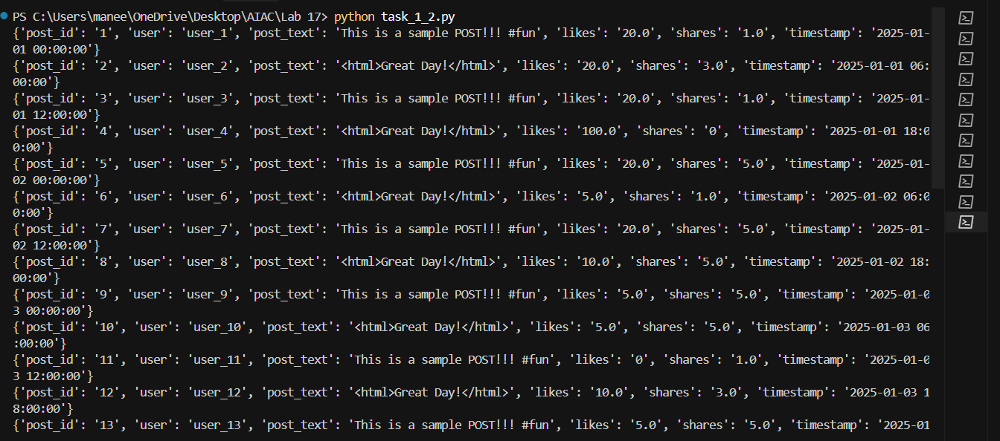 PS C:\Users\manee\OneDrive\Desktop\AIAC\Lab 17> python task_1_2.py
{'post_id': '1', 'user': 'user_1', 'post_text': 'This is a sample POST!!! #fun', 'likes': '20.0', 'shares': '1.0', 'timestamp': '2025-01-
01 00:00:00'}
{'post_id': '2', 'user': 'user_2', 'post_text': '<html>Great Day!</html>', 'likes': '20.0', 'shares': '3.0', 'timestamp': '2025-01-01 06:
00:00'}
{'post_id': '3', 'user': 'user_3', 'post_text': 'This is a sample POST!!! #fun', 'likes': '20.0', 'shares': '1.0', 'timestamp': '2025-01-
01 12:00:00'}
{'post_id': '4', 'user': 'user_4', 'post_text': '<html>Great Day!</html>', 'likes': '100.0', 'shares': '0', 'timestamp': '2025-01-01 18:0
0:00'}
{'post_id': '5', 'user': 'user_5', 'post_text': 'This is a sample POST!!! #fun', 'likes': '20.0', 'shares': '5.0', 'timestamp': '2025-01-
02 00:00:00'}
{'post_id': '6', 'user': 'user_6', 'post_text': '<html>Great Day!</html>', 'likes': '5.0', 'shares': '1.0', 'timestamp': '2025-01-02 06:0
0:00'}
{'post_id': '7', 'user': 'user_7', 'post_text': 'This is a sample POST!!! #fun', 'likes': '20.0', 'shares': '5.0', 'timestamp': '2025-01-
02 12:00:00'}
{'post_id': '8', 'user': 'user_8', 'post_text': '<html>Great Day!</html>', 'likes': '10.0', 'shares': '5.0', 'timestamp': '2025-01-02 18:
00:00'}
{'post_id': '9', 'user': 'user_9', 'post_text': 'This is a sample POST!!! #fun', 'likes': '5.0', 'shares': '5.0', 'timestamp': '2025-01-0
3 00:00:00'}
{'post_id': '10', 'user': 'user_10', 'post_text': '<html>Great Day!</html>', 'likes': '5.0', 'shares': '5.0', 'timestamp': '2025-01-03 06
:00:00'}
{'post_id': '11', 'user': 'user_11', 'post_text': 'This is a sample POST!!! #fun', 'likes': '0', 'shares': '1.0', 'timestamp': '2025-01-0
3 12:00:00'}
{'post_id': '12', 'user': 'user_12', 'post_text': '<html>Great Day!</html>', 'likes': '10.0', 'shares': '3.0', 'timestamp': '2025-01-03 1
8:00:00'}
{'post_id': '13', 'user': 'user_13', 'post_text': 'This is a sample POST!!! #fun', 'likes': '5.0', 'shares': '5.0', 'timestamp': '2025-01